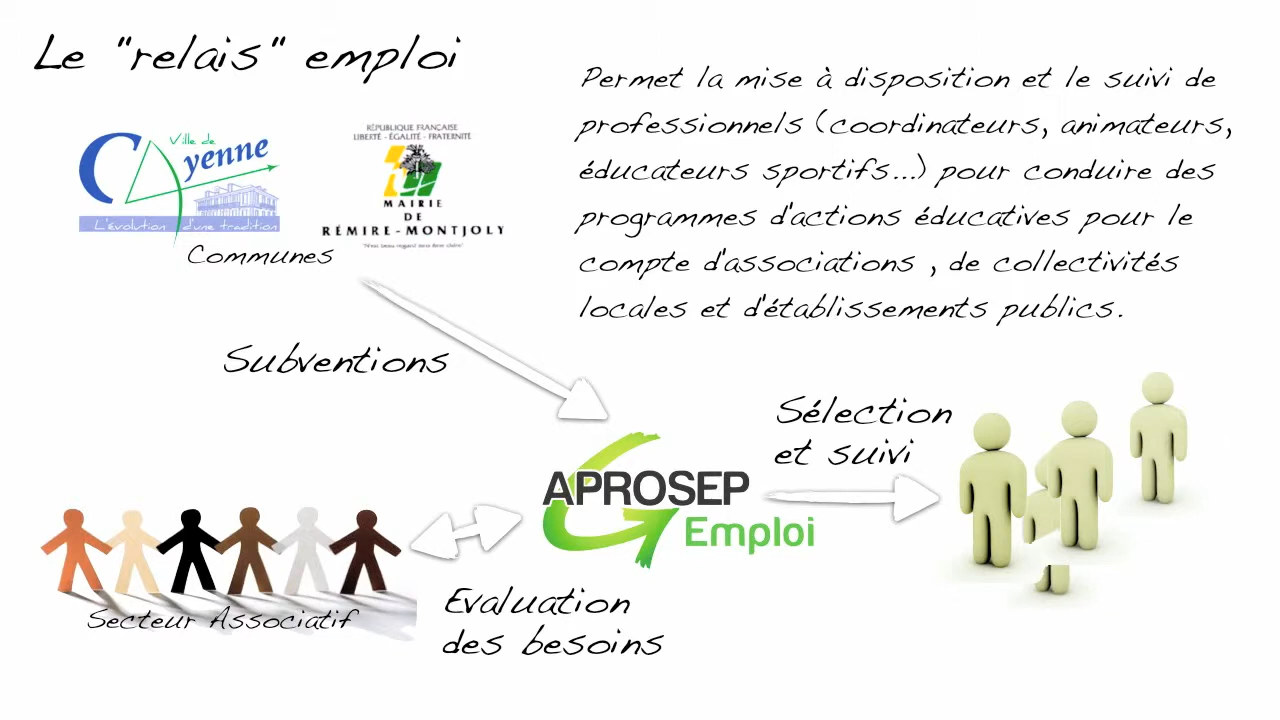 Le "relais" emploi
Permet la mise à disposition et le suivi de
professionnels (coordinateurs, animateurs,
éducateurs sportifs...) pour conduire des
programmes d'actions éducatives pour le
compte d'associations , de collectivités
locales et d'établissements publics.
Ville de
CAyenne
L'évolution d'une tradition
RÉPUBLIQUE FRANÇAISE
LIBERTÉ - ÉGALITÉ - FRATERNITÉ
MAIRIE
DE
RÉMIRE-MONTJOLY
Communes
Subventions
Sélection
et suivi
APROSEP
Emploi
Secteur Associatif
Evaluation
des besoins